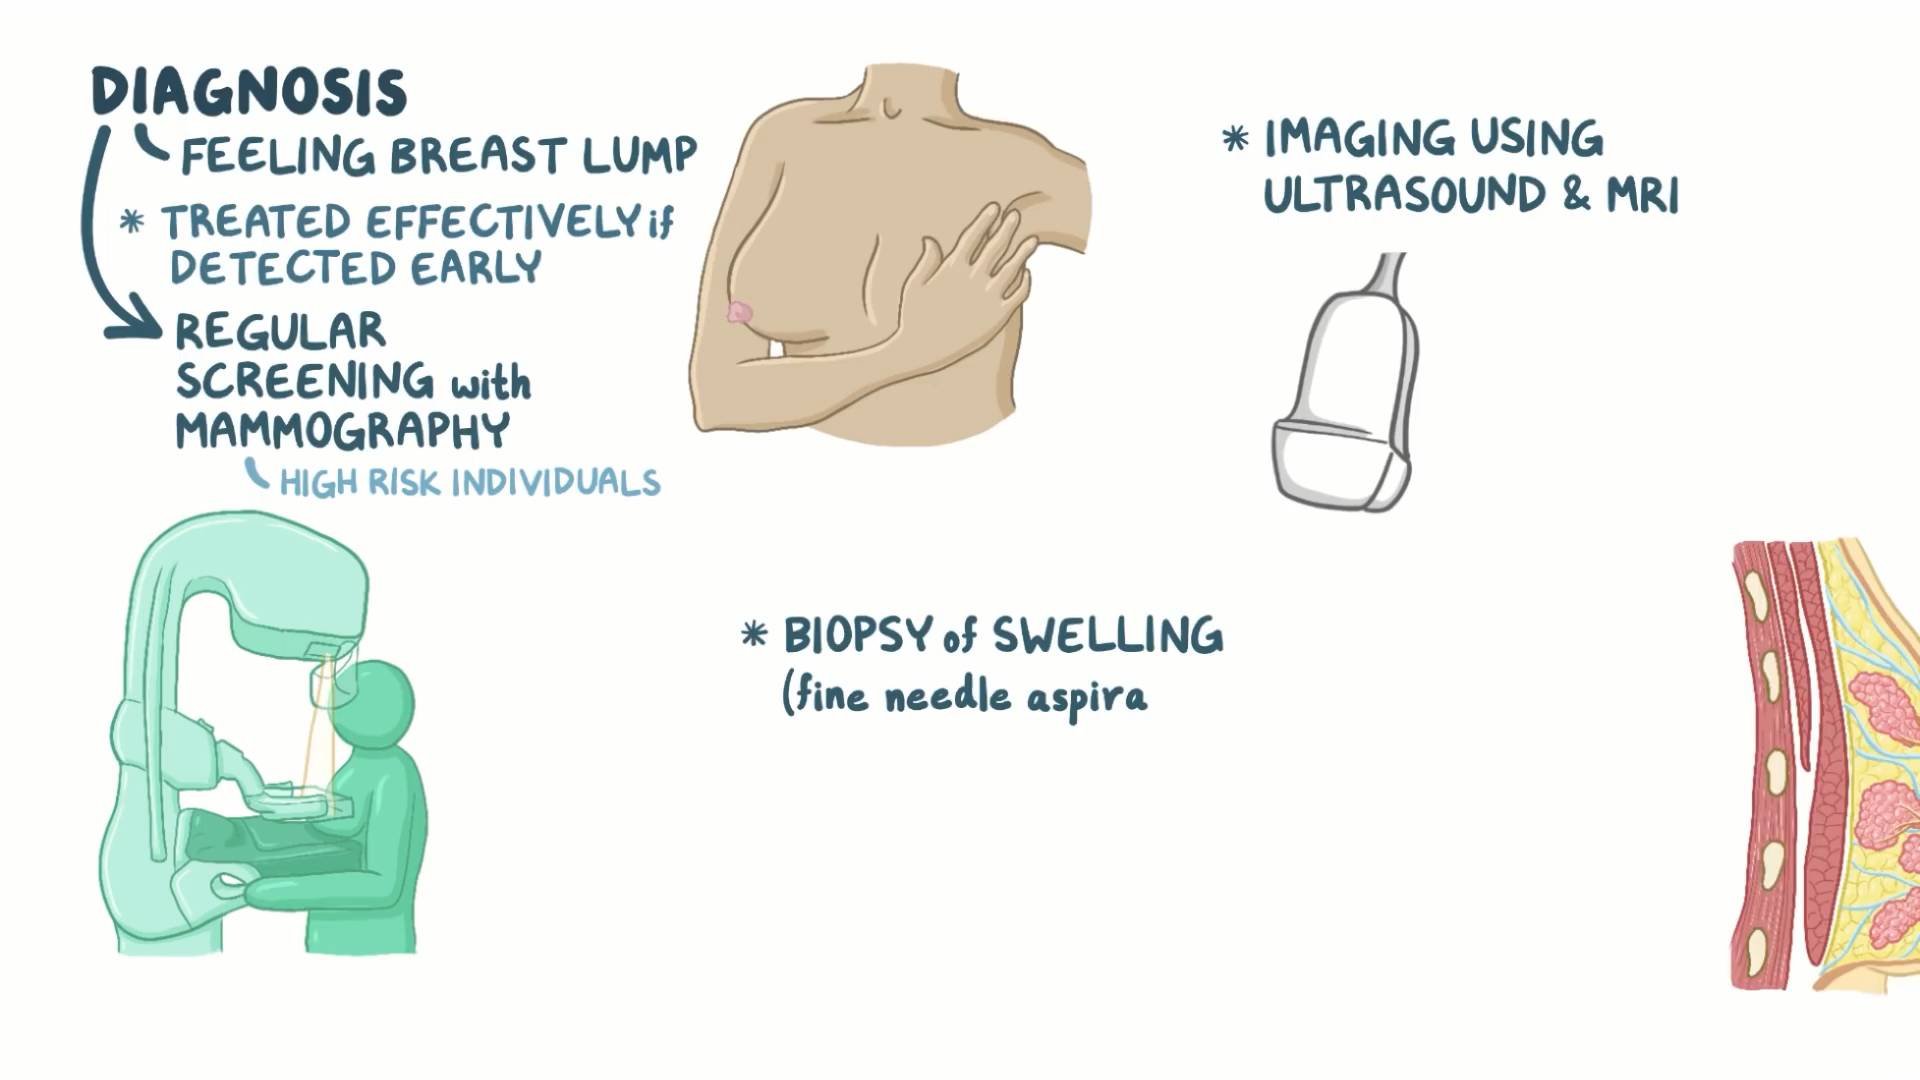 DIAGNOSIS
FEELING BREAST LUMP
* TREATED EFFECTIVELY if
DETECTED EARLY
REGULAR
SCREENING with
MAMMOGRAPHY
HIGH RISK INDIVIDUALS
* IMAGING USING
ULTRASOUND & MRI
* BIOPSY of SWELLING
(fine needle aspira